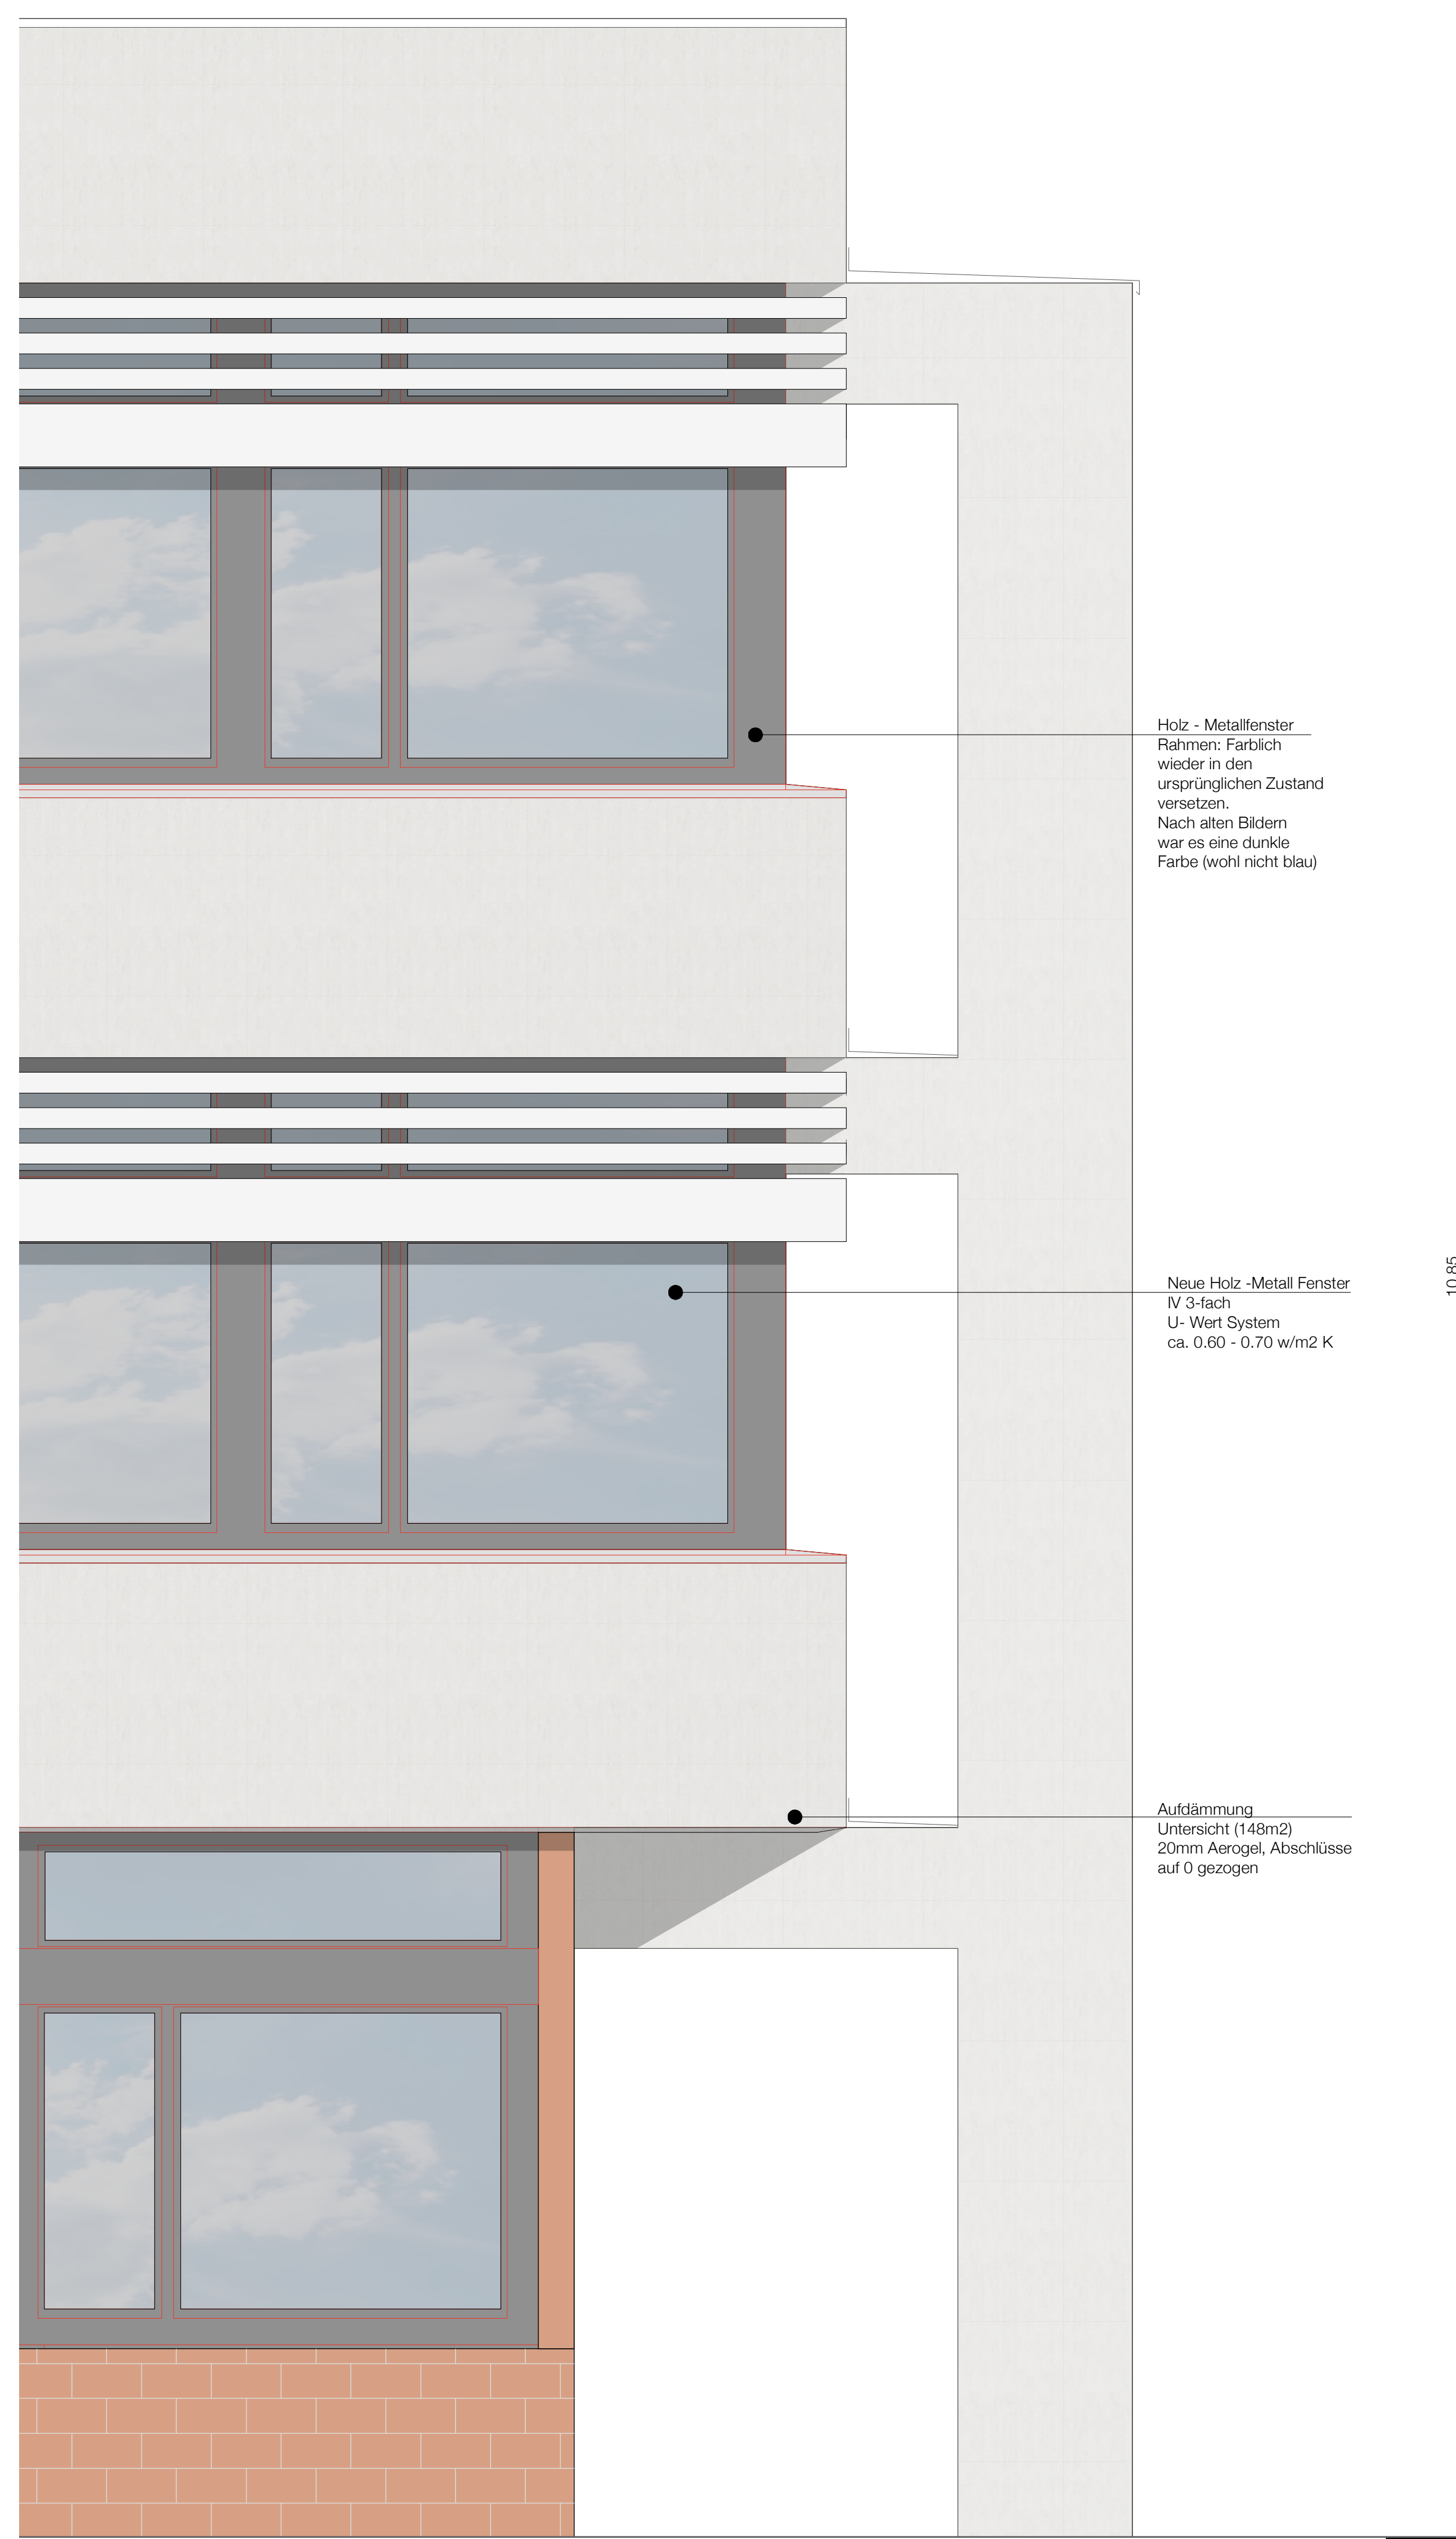 Holz - Metallfenster
Rahmen: Farblich
wieder in den
ursprünglichen Zustand
versetzen.
Nach alten Bildern
war es eine dunkle
Farbe (wohl nicht blau)
10.85
Neue Holz -Metall Fenster
IV 3-fach
U- Wert System
ca. 0.60 - 0.70 w/m2 K
Aufdämmung
Untersicht (148m2)
20mm Aerogel, Abschlüsse
auf 0 gezogen